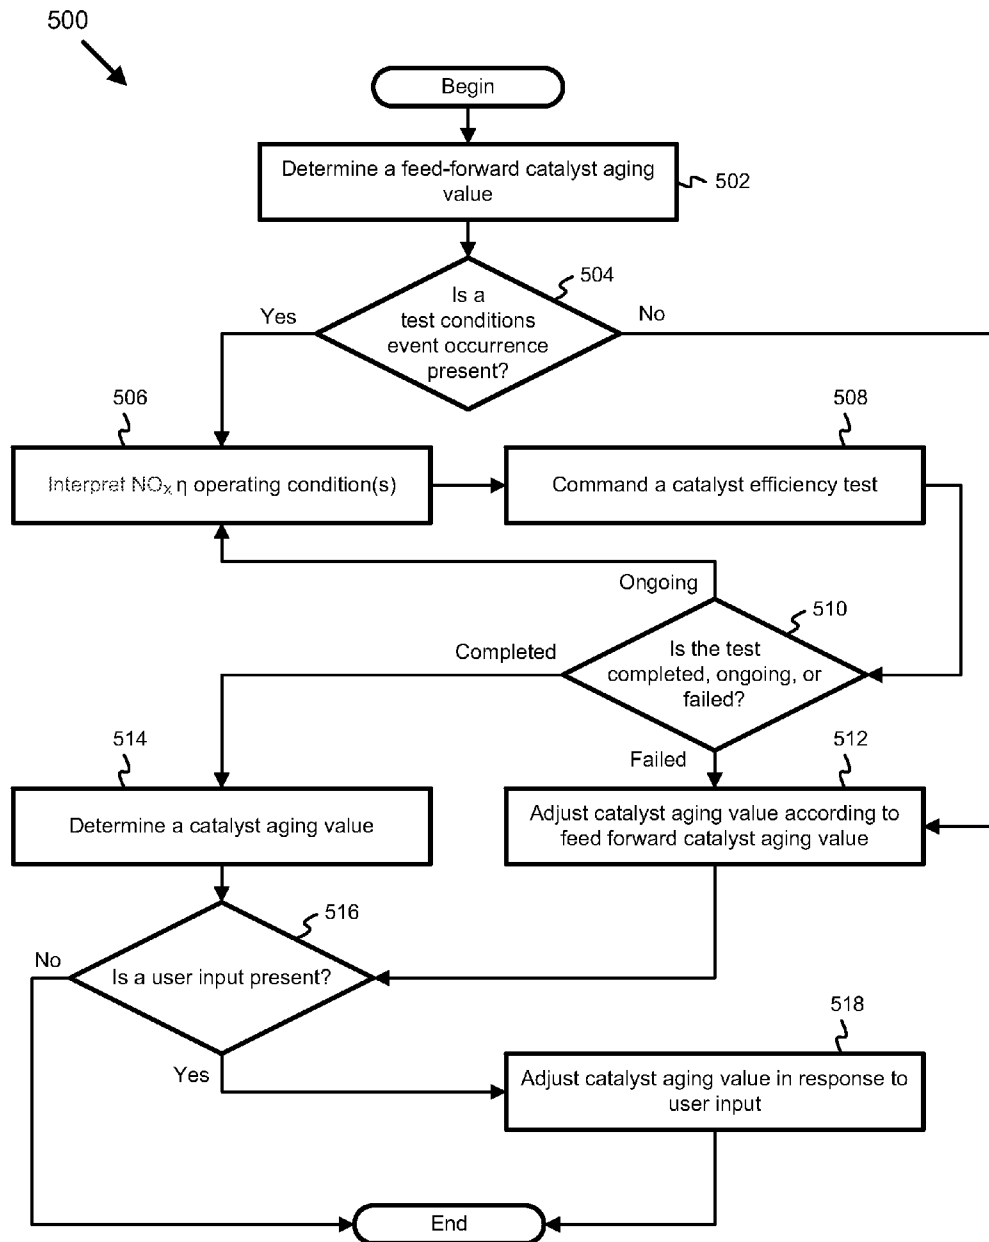 500
Begin
Determine a feed-forward catalyst aging
value
502
504
Is a
test conditions
event occurrence
present?
Yes
No
506
508
Interpret NOₓ η operating condition(s)
Command a catalyst efficiency test
Ongoing
510
Completed
Is the test
completed, ongoing, or
failed?
514
Failed
512
Determine a catalyst aging value
Adjust catalyst aging value according to
feed forward catalyst aging value
516
No
Is a user input present?
518
Yes
Adjust catalyst aging value in response to
user input
End